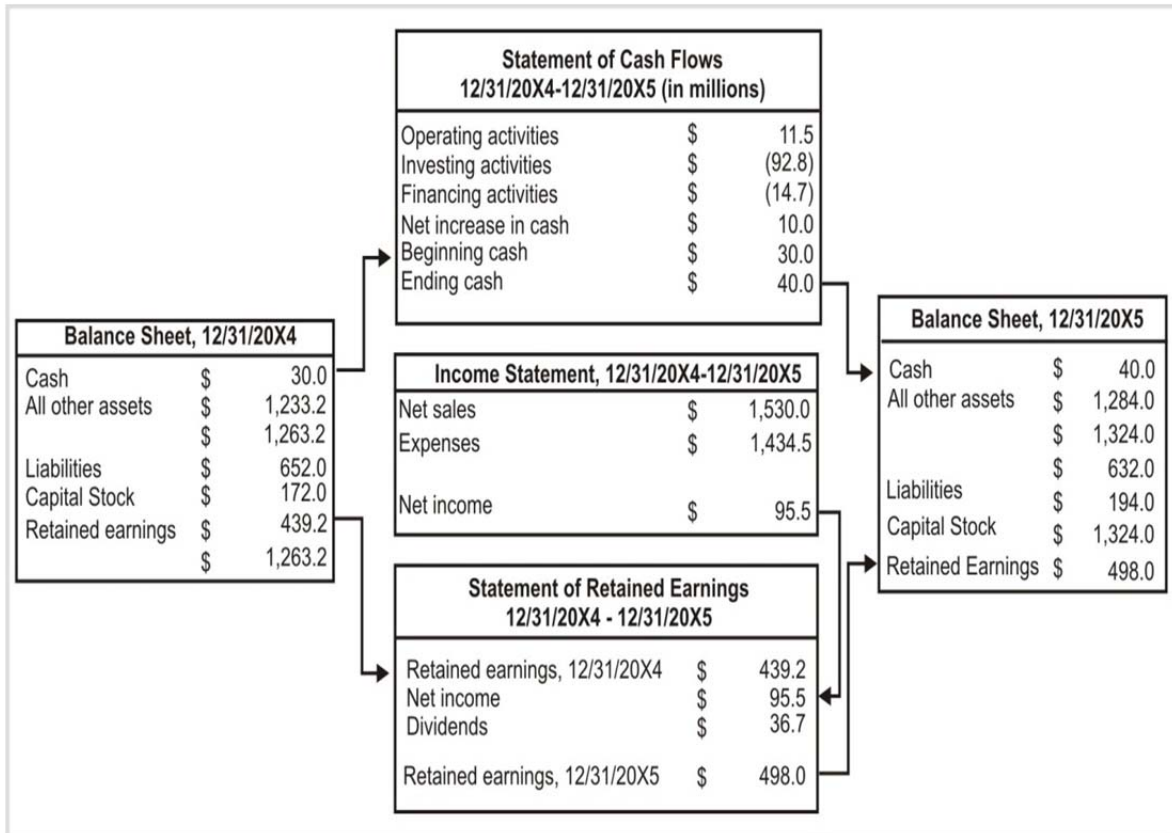 Statement of Cash Flows
12/31/20X4-12/31/20X5 (in millions)
Operating activities $ 11.5
Investing activities $ (92.8)
Financing activities $ (14.7)
Net increase in cash $ 10.0
Beginning cash $ 30.0
Ending cash $ 40.0
Balance Sheet, 12/31/20X4
Cash $ 30.0
All other assets $ 1,233.2
$ 1,263.2
Liabilities $ 652.0
Capital Stock $ 172.0
Retained earnings $ 439.2
$ 1,263.2
Income Statement, 12/31/20X4-12/31/20X5
Net sales $ 1,530.0
Expenses $ 1,434.5
Net income $ 95.5
Statement of Retained Earnings
12/31/20X4 - 12/31/20X5
Retained earnings, 12/31/20X4 $ 439.2
Net income $ 95.5
Dividends $ 36.7
Retained earnings, 12/31/20X5 $ 498.0
Balance Sheet, 12/31/20X5
Cash $ 40.0
All other assets $ 1,284.0
$ 1,324.0
$ 632.0
Liabilities $ 194.0
Capital Stock $ 1,324.0
Retained Earnings $ 498.0